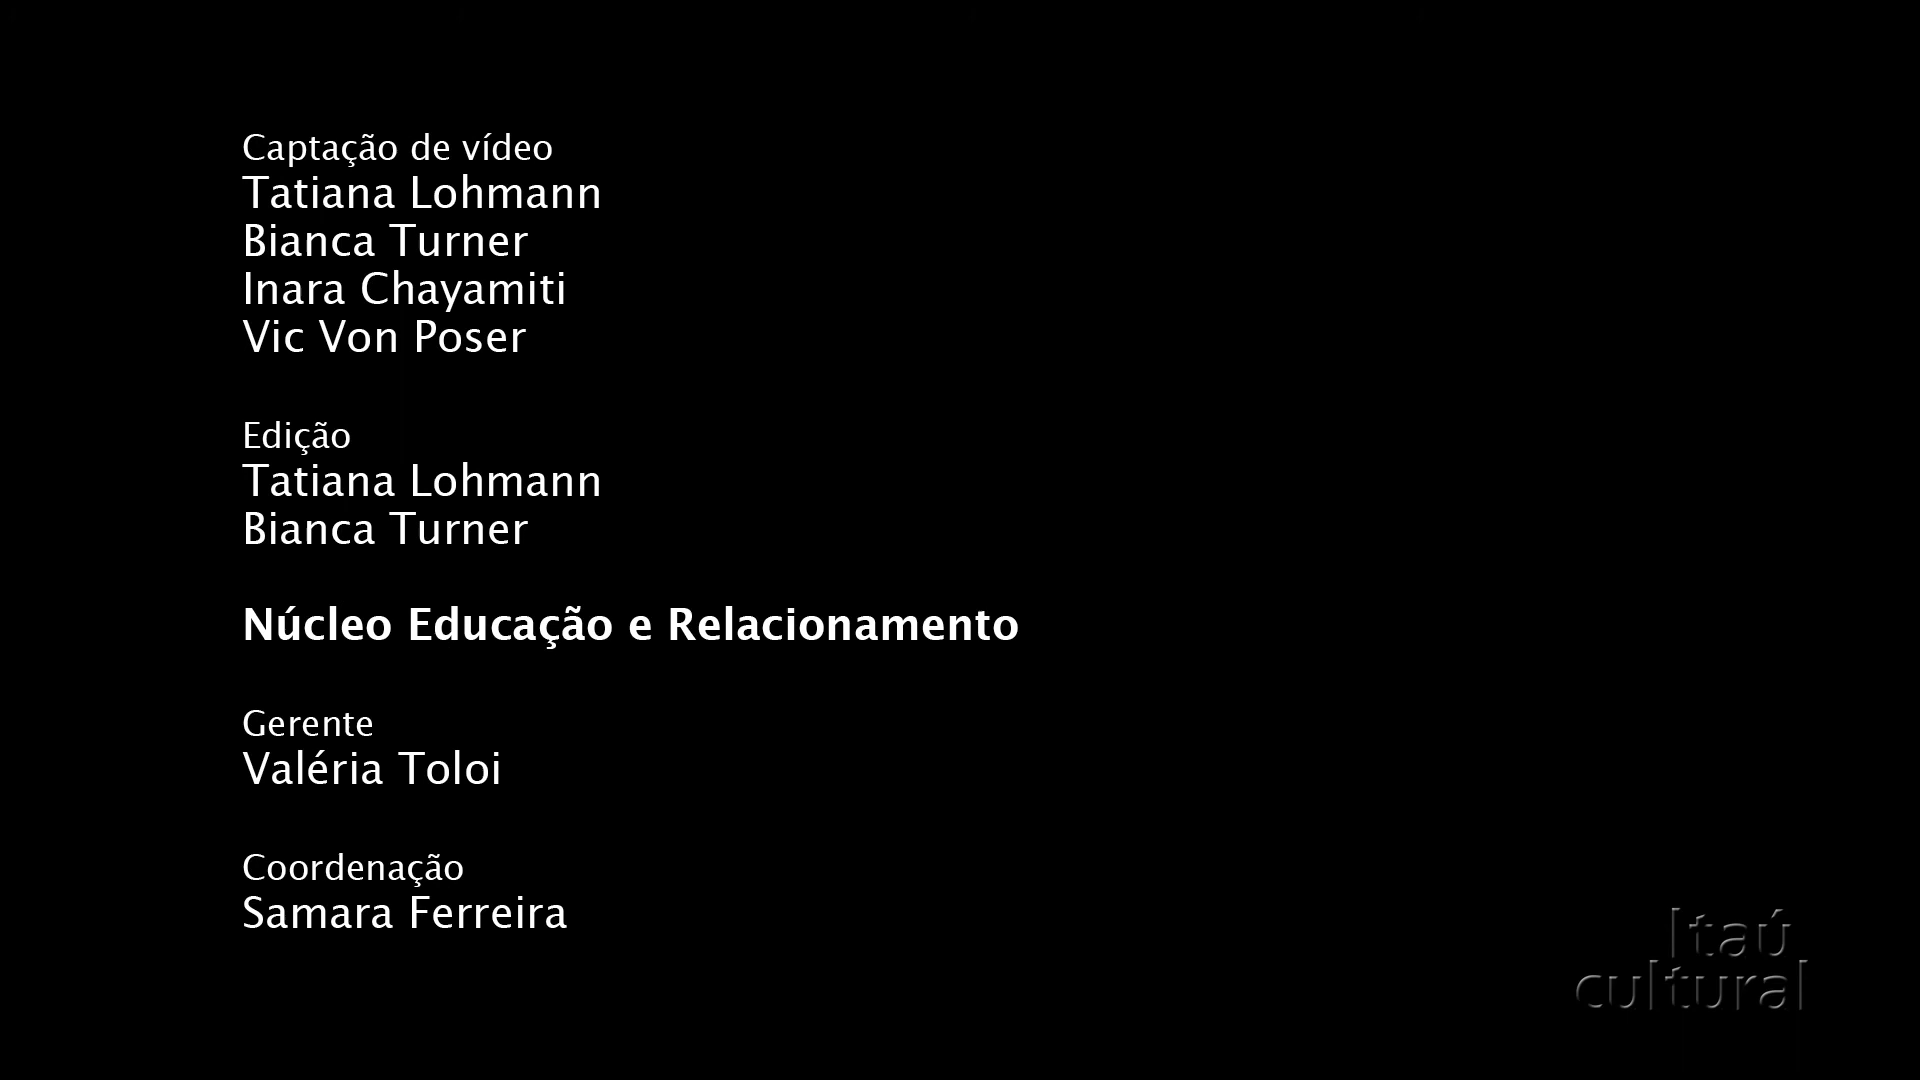 Captação de vídeo
Tatiana Lohmann
Bianca Turner
Inara Chayamiti
Vic Von Poser
Edição
Tatiana Lohmann
Bianca Turner
Núcleo Educação e Relacionamento
Gerente
Valéria Toloi
Coordenação
Samara Ferreira
Itaú
cultural